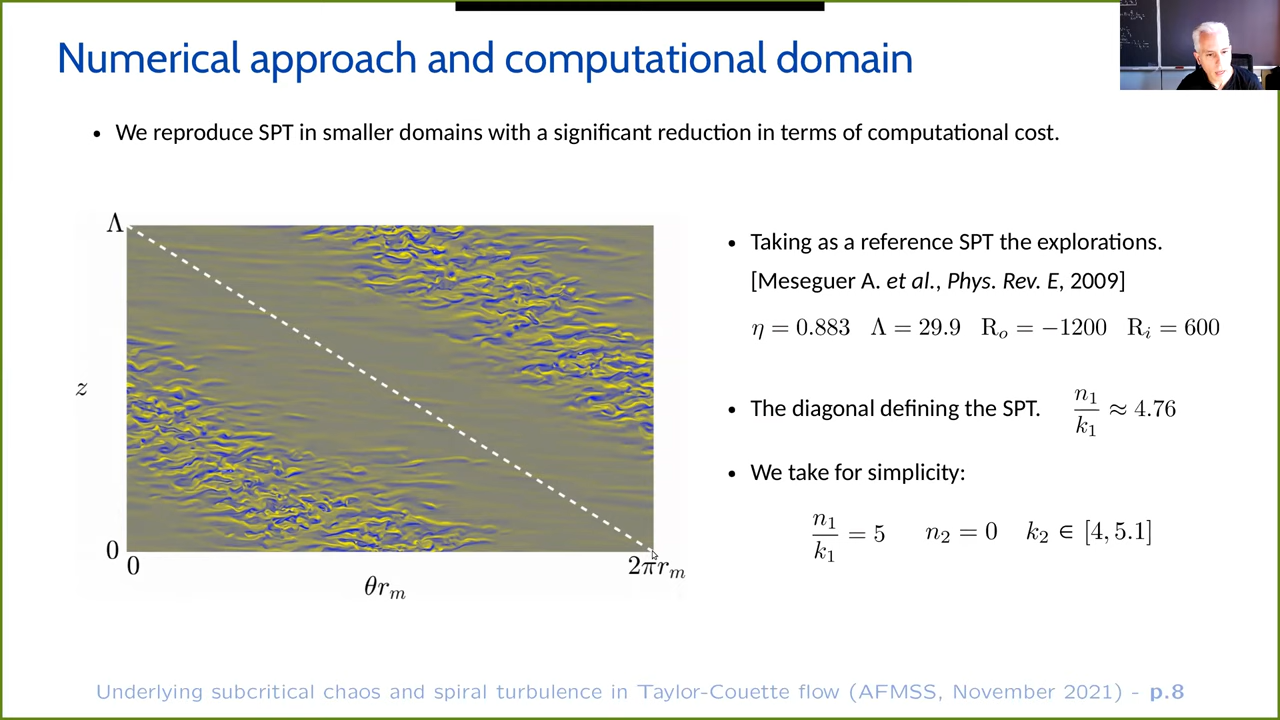 Numerical approach and computational domain
• We reproduce SPT in smaller domains with a significant reduction in terms of computational cost.
Λ
z
0
0
2πr_m
θr_m
• Taking as a reference SPT the explorations.
[Meseguer A. et al., Phys. Rev. E, 2009]
η = 0.883 Λ = 29.9 R_o = −1200 R_i = 600
• The diagonal defining the SPT. n_1/k_1 ≈ 4.76
• We take for simplicity:
n_1/k_1 = 5 n_2 = 0 k_2 ∈ [4, 5.1]
Underlying subcritical chaos and spiral turbulence in Taylor-Couette flow (AFMSS, November 2021) - p.8